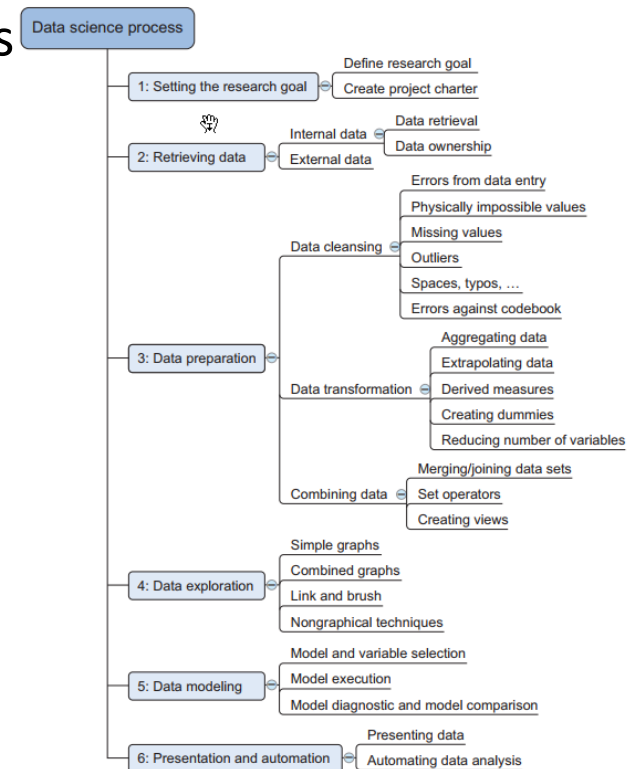 s
Data science process
1: Setting the research goal
Define research goal
Create project charter
2: Retrieving data
Internal data
Data retrieval
Data ownership
External data
3: Data preparation
Data cleansing
Errors from data entry
Physically impossible values
Missing values
Outliers
Spaces, typos, ...
Errors against codebook
Data transformation
Aggregating data
Extrapolating data
Derived measures
Creating dummies
Reducing number of variables
Combining data
Merging/joining data sets
Set operators
Creating views
4: Data exploration
Simple graphs
Combined graphs
Link and brush
Nongraphical techniques
5: Data modeling
Model and variable selection
Model execution
Model diagnostic and model comparison
6: Presentation and automation
Presenting data
Automating data analysis